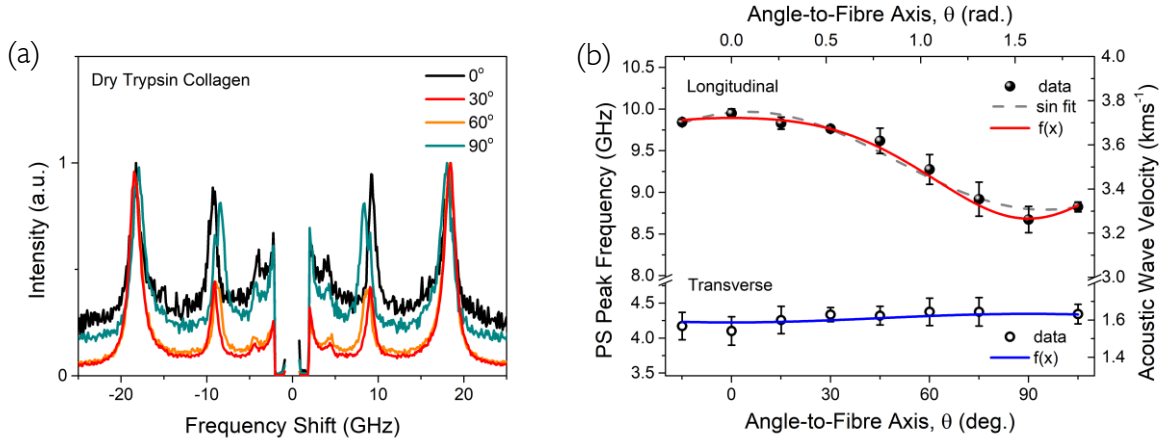 (a)
Dry Trypsin Collagen
0°
30°
60°
90°
1
0
Intensity (a.u.)
-20 -10 0 10 20
Frequency Shift (GHz)
(b)
Angle-to-Fibre Axis, θ (rad.)
0.0 0.5 1.0 1.5
Longitudinal
data
sin fit
f(x)
10.5
10.0
9.5
9.0
8.5
8.0
4.5
4.0
3.5
PS Peak Frequency (GHz)
4.0
3.8
3.6
3.4
3.2
3.0
1.6
1.4
Acoustic Wave Velocity (kms⁻¹)
Transverse
data
f(x)
0 30 60 90
Angle-to-Fibre Axis, θ (deg.)